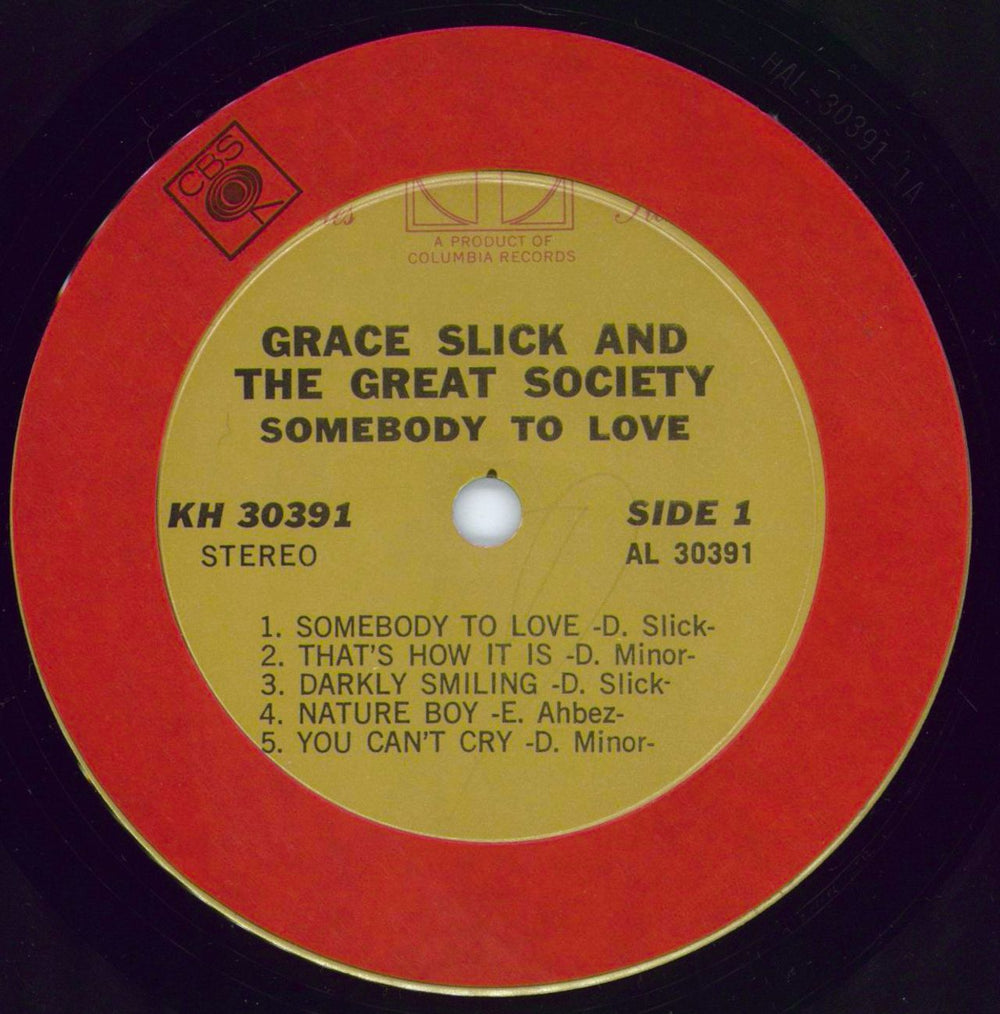 HAL-30391 1A
CBS
A PRODUCT OF
COLUMBIA RECORDS
GRACE SLICK AND
THE GREAT SOCIETY
SOMEBODY TO LOVE
KH 30391
SIDE 1
STEREO
AL 30391
1. SOMEBODY TO LOVE -D. Slick-
2. THAT'S HOW IT IS -D. Minor-
3. DARKLY SMILING -D. Slick-
4. NATURE BOY -E. Ahbez-
5. YOU CAN'T CRY -D. Minor-